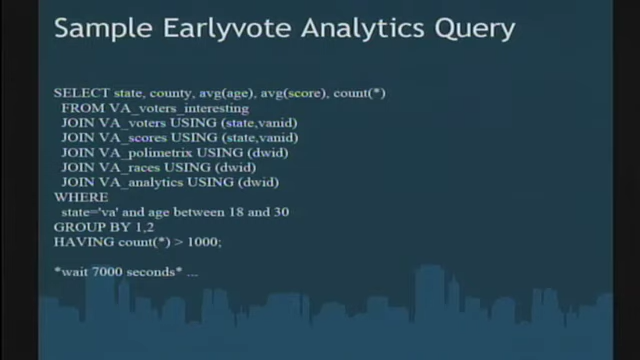 Sample Earlyvote Analytics Query
SELECT state, county, avg(age), avg(score), count(*)
FROM VA_voters_interesting
JOIN VA_voters USING (state,vanid)
JOIN VA_scores USING (state,vanid)
JOIN VA_polimetrix USING (dwid)
JOIN VA_races USING (dwid)
JOIN VA_analytics USING (dwid)
WHERE
state='va' and age between 18 and 30
GROUP BY 1,2
HAVING count(*) > 1000;
*wait 7000 seconds* ...